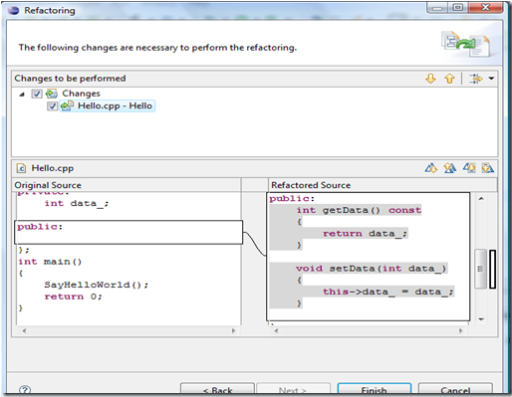 Refactoring
The following changes are necessary to perform the refactoring.
Changes to be performed
Changes
Hello.cpp - Hello
Hello.cpp
Original Source
private:
int data_;
public:
};
int main()
{
SayHelloWorld();
return 0;
}
Refactored Source
public:
int getData() const
{
return data_;
}
void setData(int data_)
{
this->data_ = data_;
}
< Back
Next >
Finish
Cancel